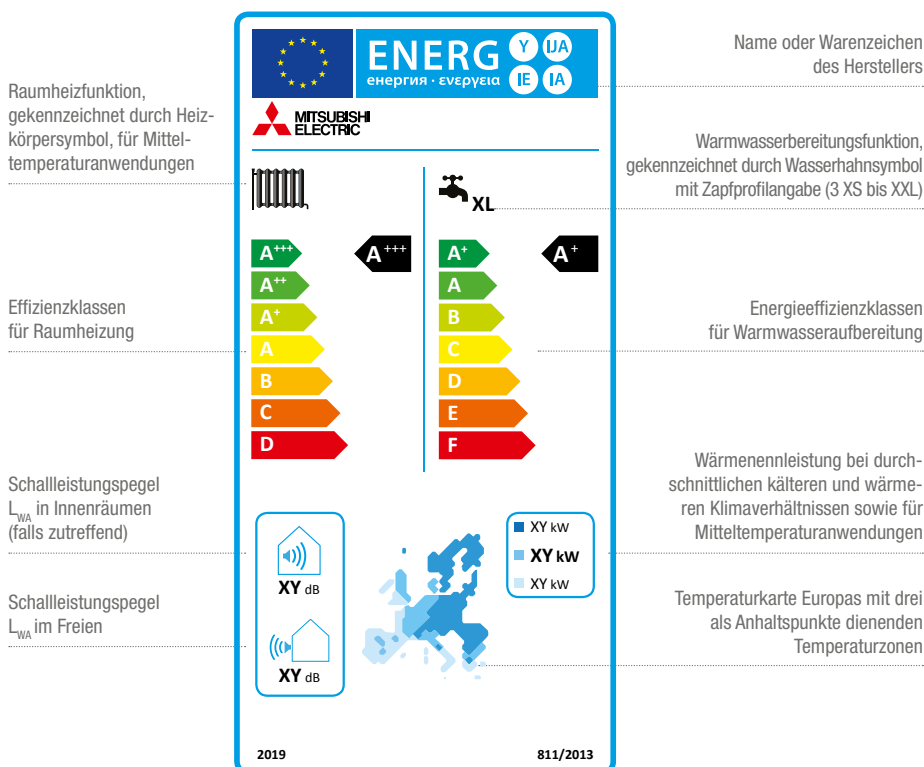 Raumheizfunktion,
gekennzeichnet durch Heiz-
körpersymbol, für Mittel-
temperaturanwendungen
Effizienzklassen
für Raumheizung
Schallleistungspegel
LWA in Innenräumen
(falls zutreffend)
Schallleistungspegel
LWA im Freien
ENERG
енергия · ενεργεια
Y IJA
IE IA
MITSUBISHI
ELECTRIC
XL
A+++
A++
A+
A
B
C
D
A+++
A+
A
B
C
D
E
F
A+
XY dB
XY dB
XY kW
XY kW
XY kW
2019
811/2013
Name oder Warenzeichen
des Herstellers
Warmwasserbereitungsfunktion,
gekennzeichnet durch Wasserhahnsymbol
mit Zapfprofilangabe (3 XS bis XXL)
Energieeffizienzklassen
für Warmwasseraufbereitung
Wärmenennleistung bei durch-
schnittlichen kälteren und wärme-
ren Klimaverhältnissen sowie für
Mitteltemperaturanwendungen
Temperaturkarte Europas mit drei
als Anhaltspunkte dienenden
Temperaturzonen